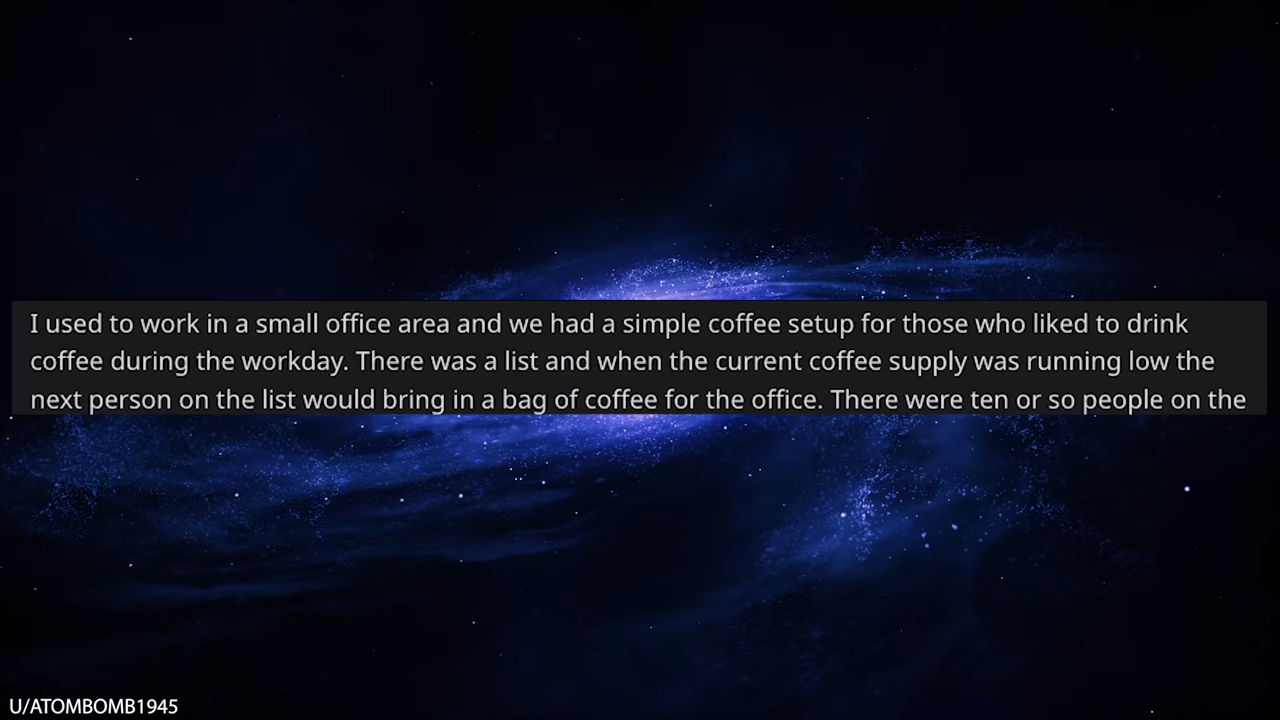 I used to work in a small office area and we had a simple coffee setup for those who liked to drink
coffee during the workday. There was a list and when the current coffee supply was running low the
next person on the list would bring in a bag of coffee for the office. There were ten or so people on the
U/ATOMBOMB1945